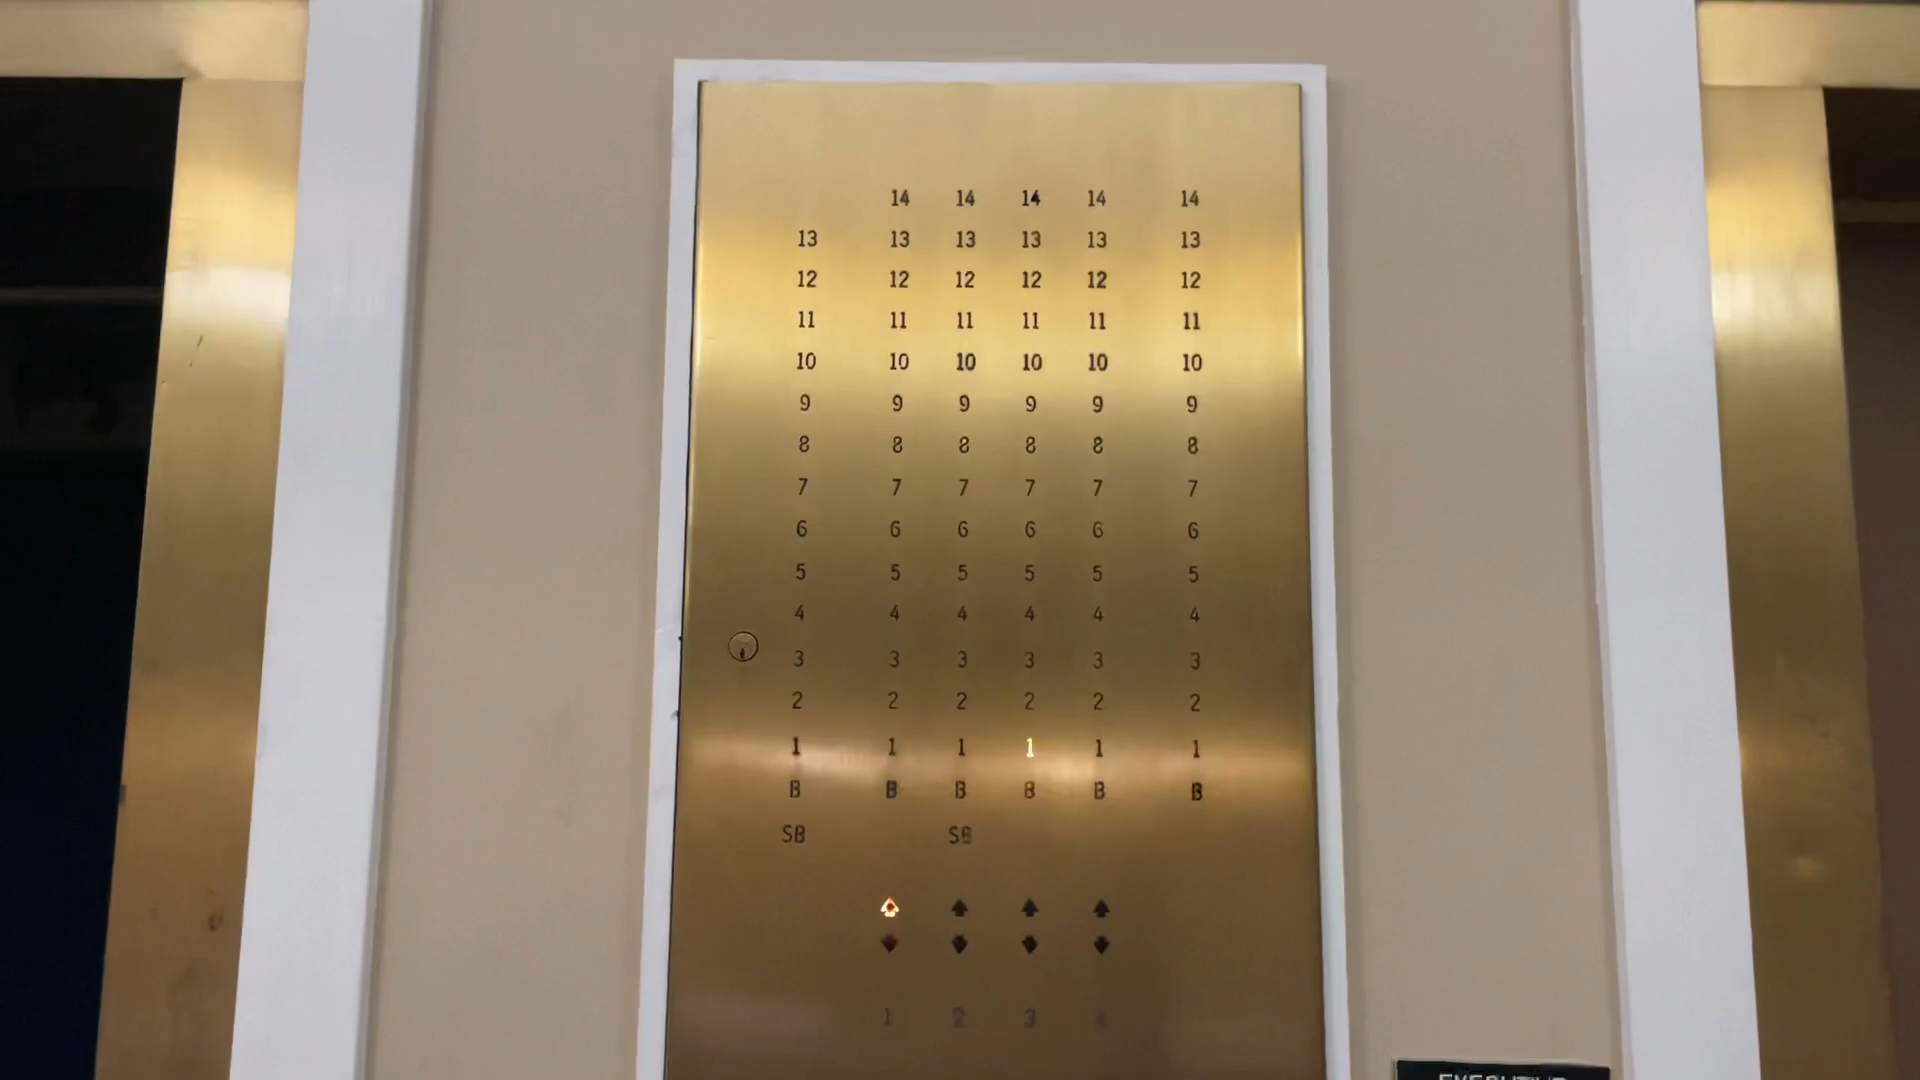 14 14 14 14 14
13 13 13 13 13 13
12 12 12 12 12 12
11 11 11 11 11 11
10 10 10 10 10 10
9 9 9 9 9 9
8 8 8 8 8 8
7 7 7 7 7 7
6 6 6 6 6 6
5 5 5 5 5 5
4 4 4 4 4 4
3 3 3 3 3 3
2 2 2 2 2 2
1 1 1 1 1 1
B B B B B B
SB SB
1 2 3
EXECUTIVE